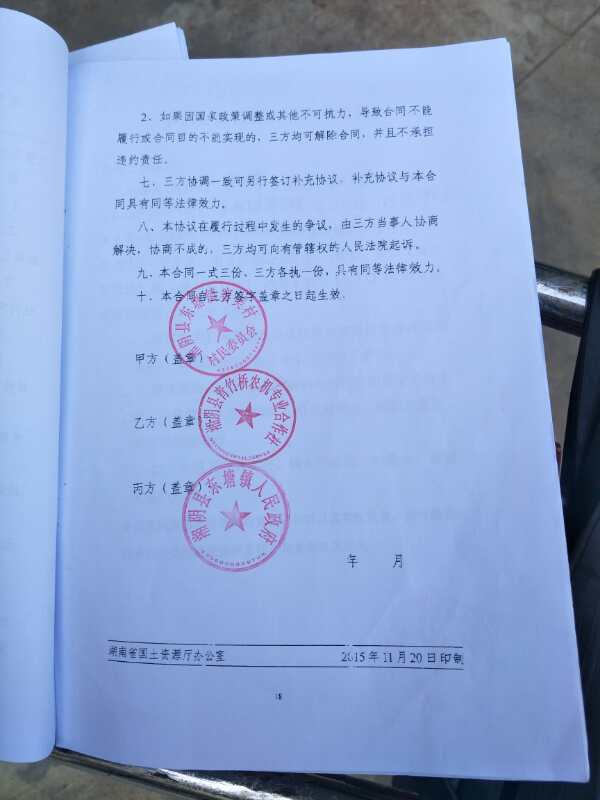 2、如果因国家政策调整或其他不可抗力，导致合同不能
履行或合同目的不能实现的，三方均可解除合同，并且不承担
违约责任。
七、三方协调一致可另行签订补充协议，补充协议与本合
同具有同等法律效力。
八、本协议在履行过程中发生的争议，由三方当事人协商
解决，协商不成的，三方均可向有管辖权的人民法院起诉。
九、本合同一式三份、三方各执一份，具有同等法律效力。
十、本合同自三方签字盖章之日起生效。
甲方（盖章）
湘阴县东塘镇
村
村民委员会
乙方（盖章）
湘阴县青竹桥农机专业合作社
丙方（盖章）
湘阴县东塘镇人民政府
年 月
湖南省国土资源厅办公室 2015年11月20日印制
18